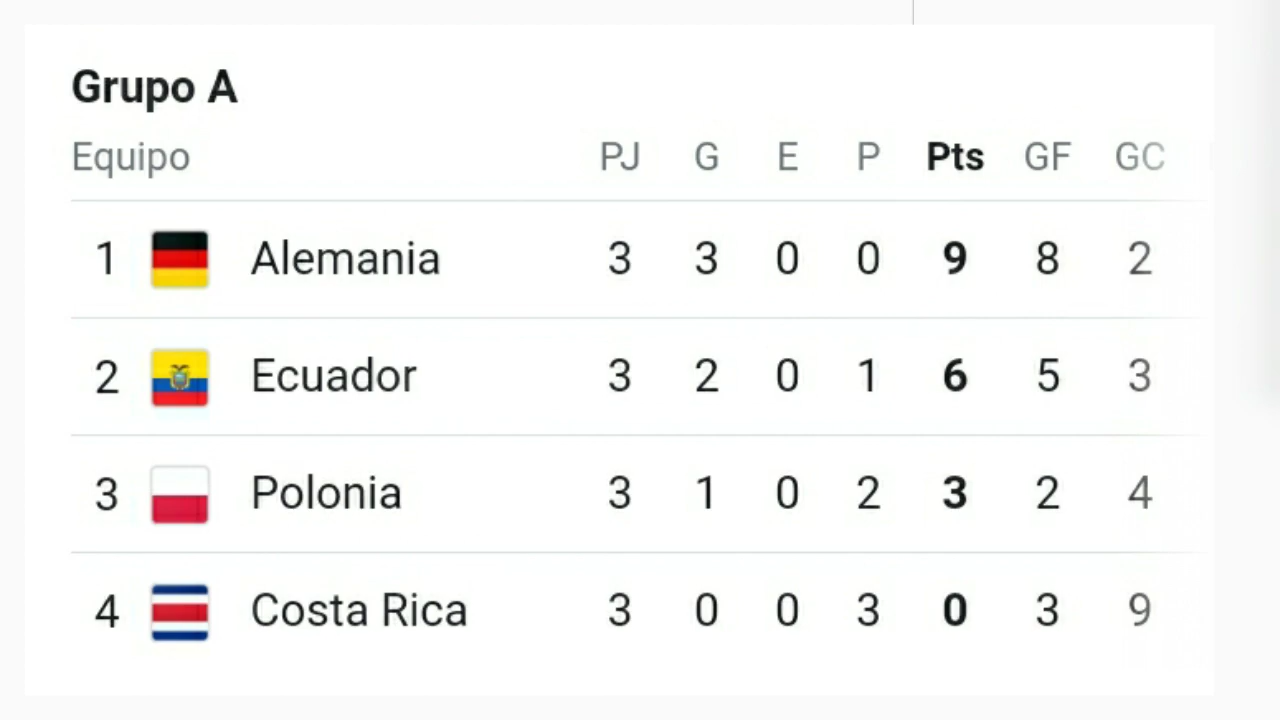 Grupo A
Equipo PJ G E P Pts GF GC
1 Alemania 3 3 0 0 9 8 2
2 Ecuador 3 2 0 1 6 5 3
3 Polonia 3 1 0 2 3 2 4
4 Costa Rica 3 0 0 3 0 3 9